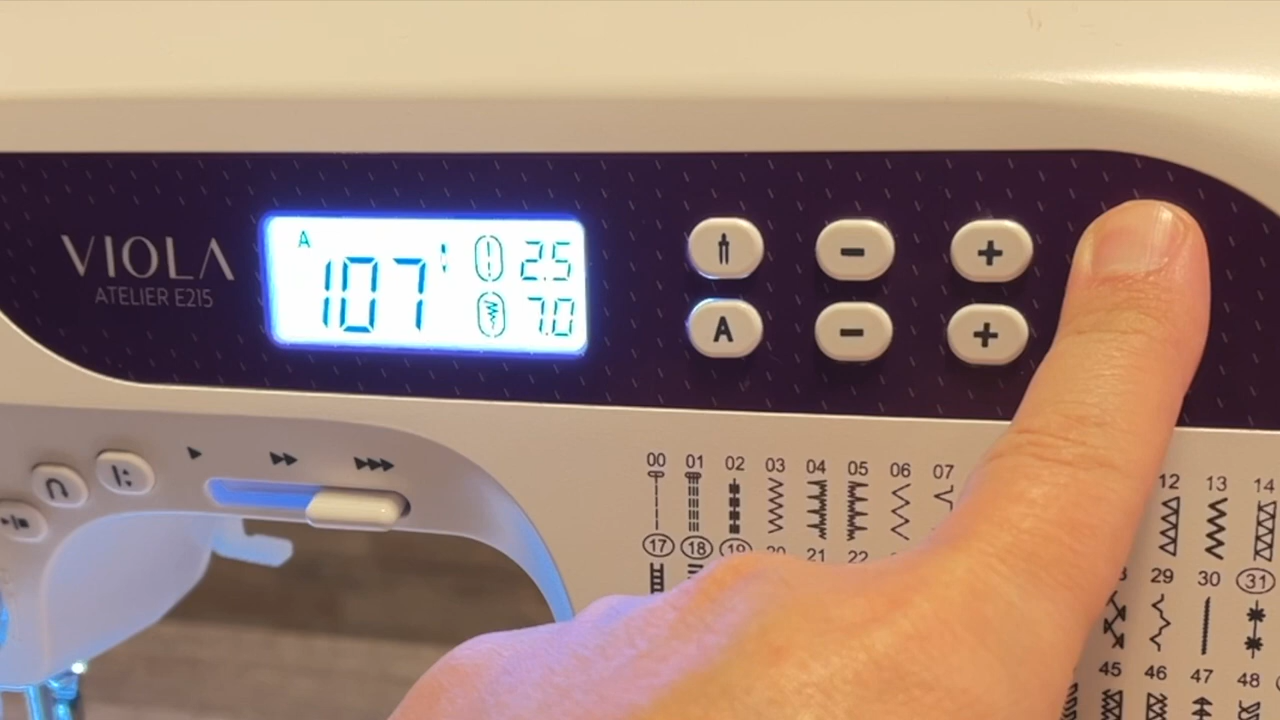 VIOLA
ATELIER E215
A
107
2.5
7.0
A
00 01 02 03 04 05 06 07 12 13 14
17 18 19 20 21 22 29 30 31
45 46 47 48